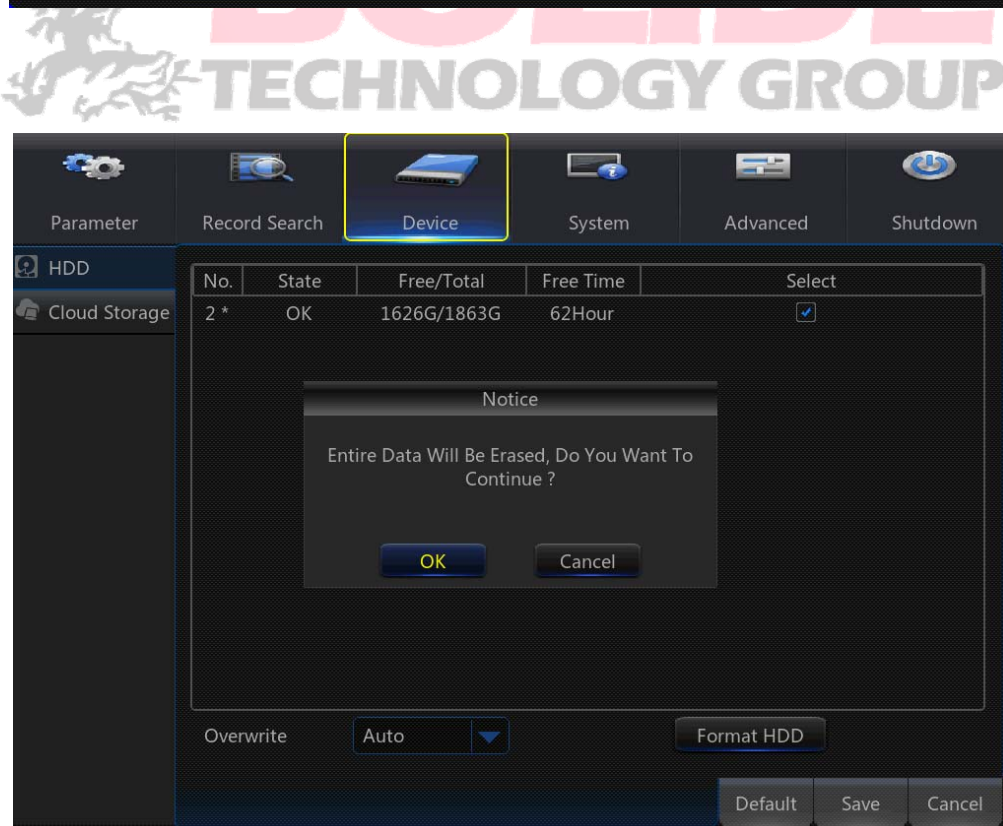 BOLIDE
TECHNOLOGY GROUP
Parameter Record Search Device System Advanced Shutdown
HDD
Cloud Storage
No. State Free/Total Free Time Select
2 * OK 1626G/1863G 62Hour
Notice
Entire Data Will Be Erased, Do You Want To
Continue ?
OK Cancel
Overwrite Auto Format HDD
Default Save Cancel